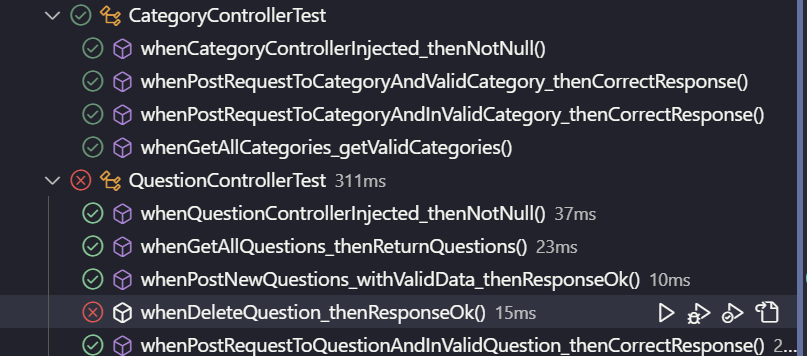 CategoryControllerTest
whenCategoryControllerInjected_thenNotNull()
whenPostRequestToCategoryAndValidCategory_thenCorrectResponse()
whenPostRequestToCategoryAndInValidCategory_thenCorrectResponse()
whenGetAllCategories_getValidCategories()
QuestionControllerTest 311ms
whenQuestionControllerInjected_thenNotNull() 37ms
whenGetAllQuestions_thenReturnQuestions() 23ms
whenPostNewQuestions_withValidData_thenResponseOk() 10ms
whenDeleteQuestion_thenResponseOk() 15ms
whenPostRequestToQuestionAndInValidQuestion_thenCorrectResponse() 2...